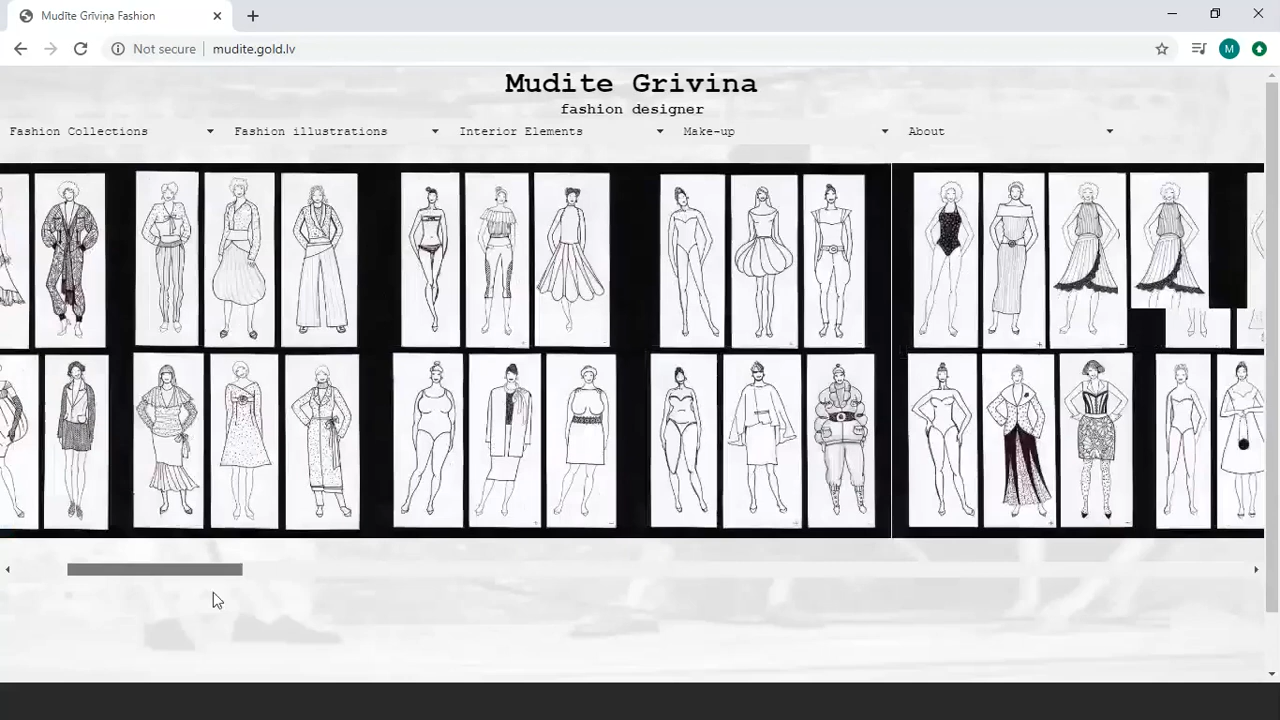 Mudīte Grīviņa Fashion
Not secure
mudite.gold.lv
M
Mudite Grivina
fashion designer
Fashion Collections
Fashion illustrations
Interior Elements
Make-up
About